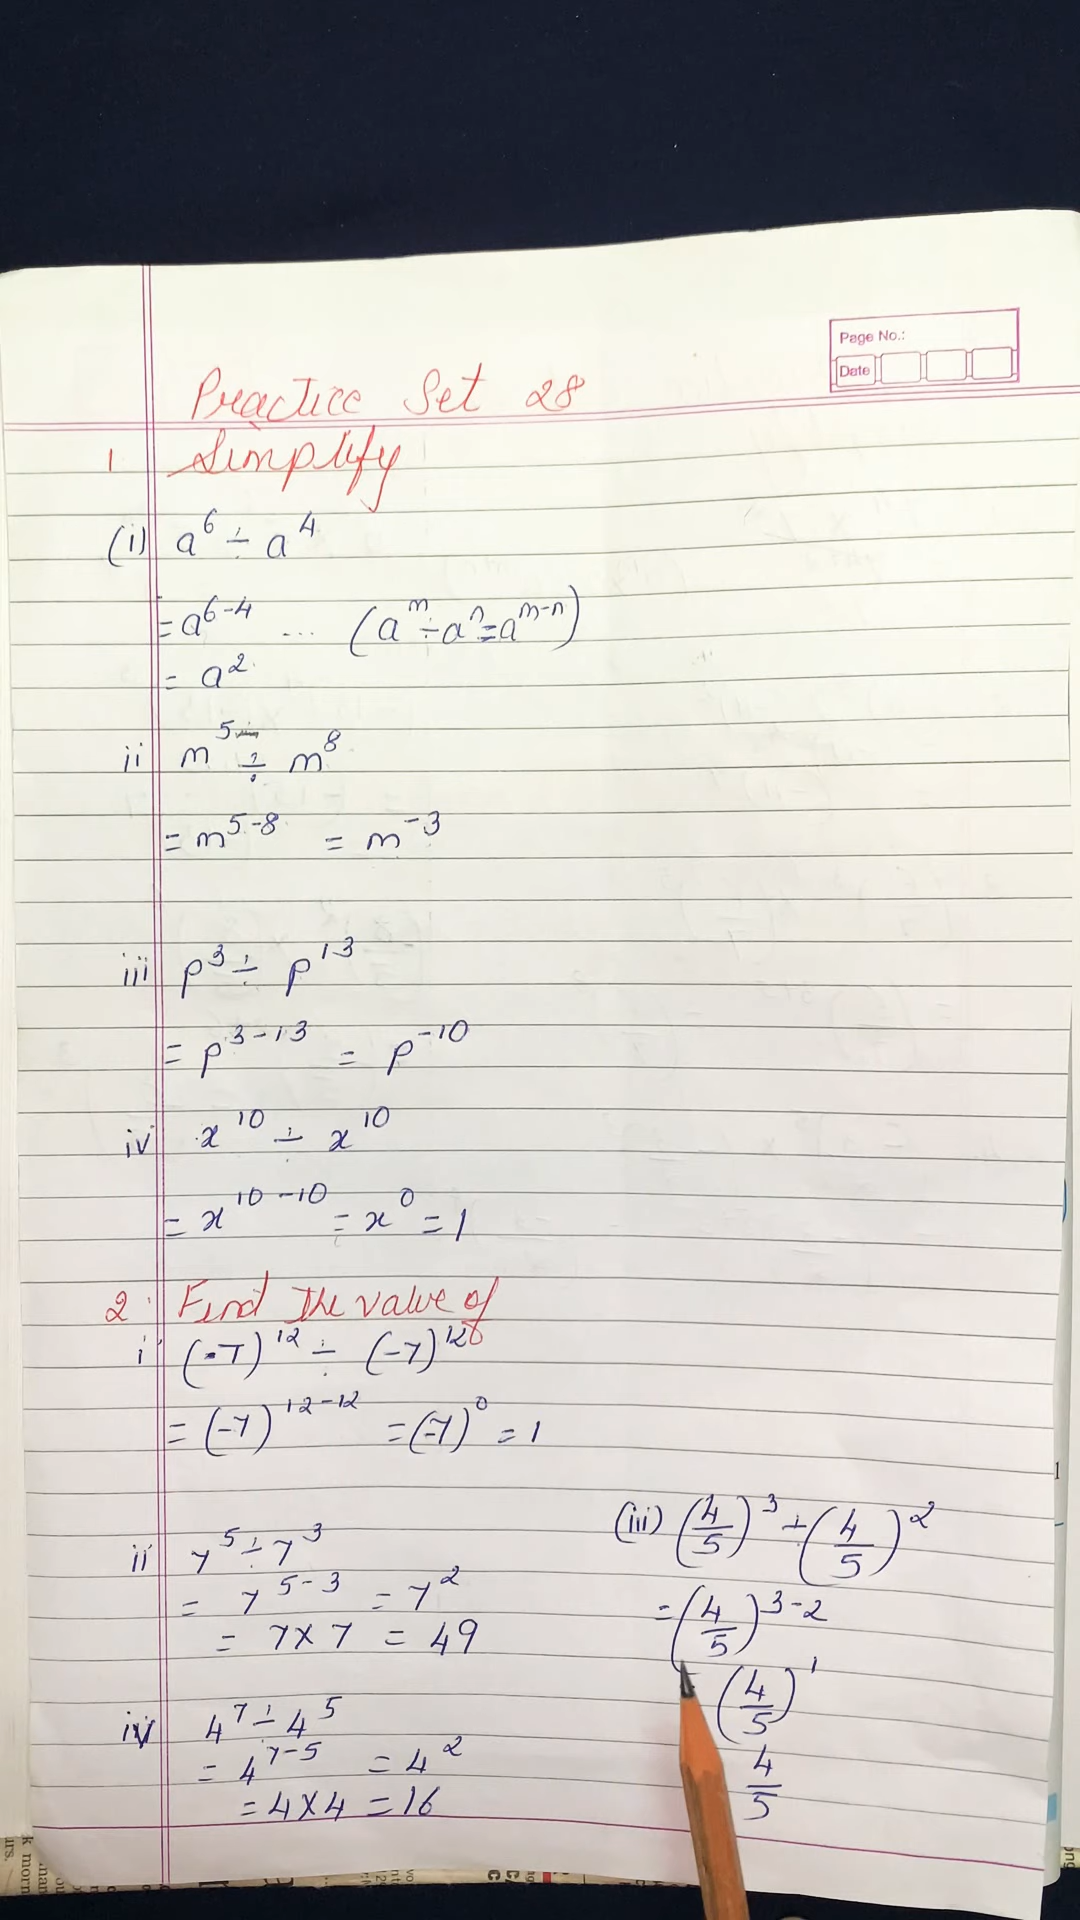 Page No.:
Date
Practice Set 28
1 Simplify
(i) a⁶ ÷ a⁴
= a⁶⁻⁴ ... (aᵐ ÷ aⁿ = aᵐ⁻ⁿ)
= a²
ii m⁵ ÷ m⁸
= m⁵⁻⁸ = m⁻³
iii p³ ÷ p¹³
= p³⁻¹³ = p⁻¹⁰
iv x¹⁰ ÷ x¹⁰
= x¹⁰⁻¹⁰ = x⁰ = 1
2. Find The value of
i (-7)¹² ÷ (-7)¹²
= (-7)¹²⁻¹² = (-7)⁰ = 1
ii 7⁵ ÷ 7³
= 7⁵⁻³ = 7²
= 7 x 7 = 49
(iii) (4/5)³ ÷ (4/5)²
= (4/5)³⁻²
(4/5)¹
4/5
iv 4⁷ ÷ 4⁵
= 4⁷⁻⁵ = 4²
= 4 x 4 = 16